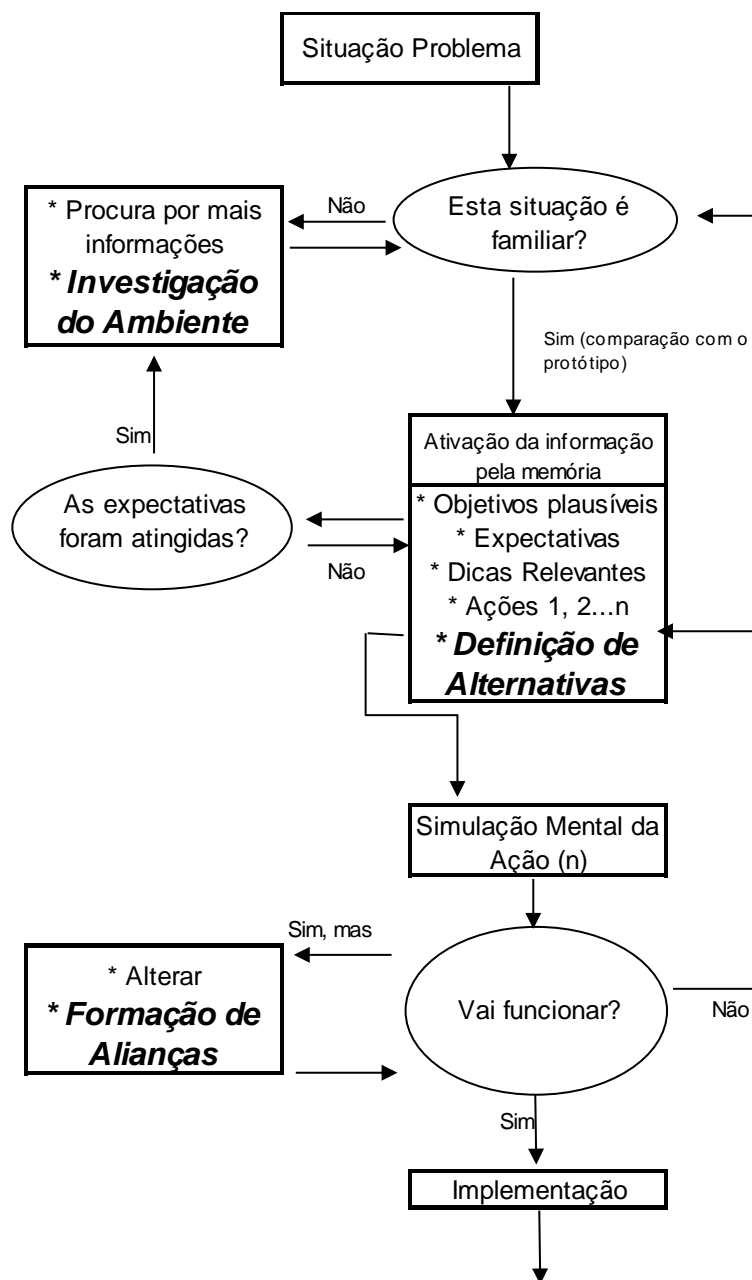 Situação Problema
Esta situação é
familiar?
Não
* Procura por mais
informações
* Investigação
do Ambiente
Sim (comparação com o
protótipo)
Sim
Ativação da informação
pela memória
* Objetivos plausíveis
* Expectativas
* Dicas Relevantes
* Ações 1, 2...n
* Definição de
Alternativas
As expectativas
foram atingidas?
Não
Simulação Mental da
Ação (n)
Sim, mas
* Alterar
* Formação de
Alianças
Vai funcionar?
Não
Sim
Implementação